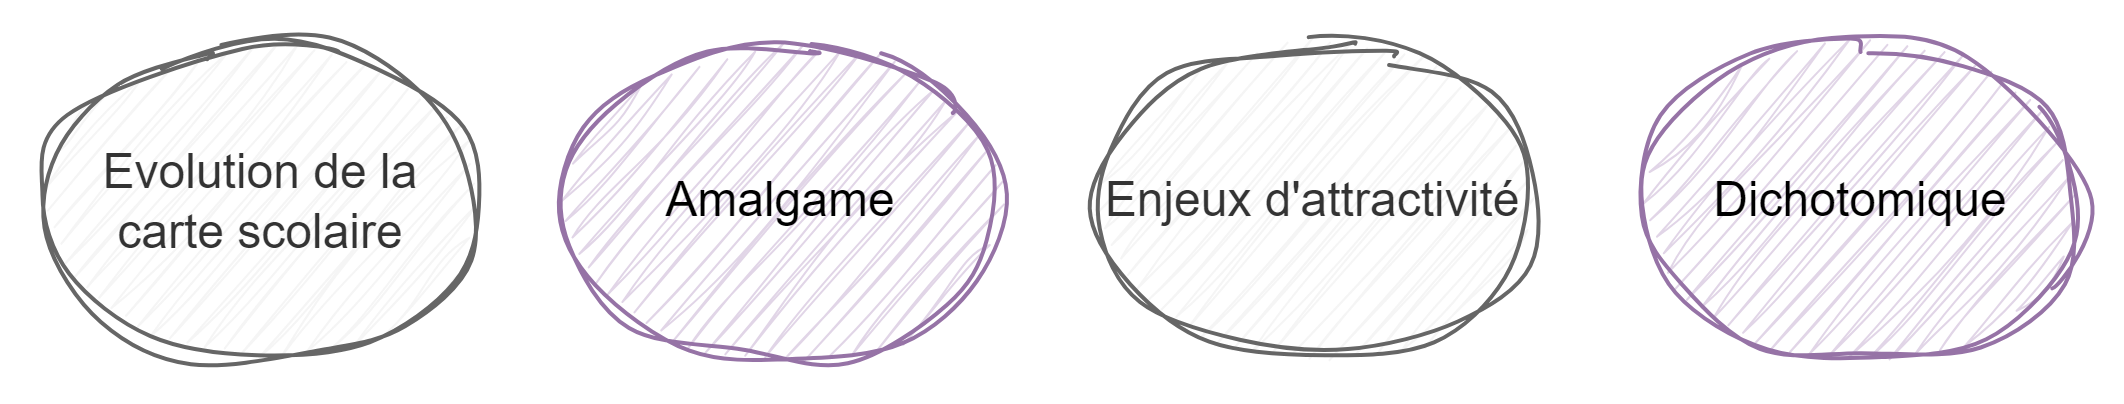 Evolution de la
carte scolaire
Amalgame
Enjeux d'attractivité
Dichotomique